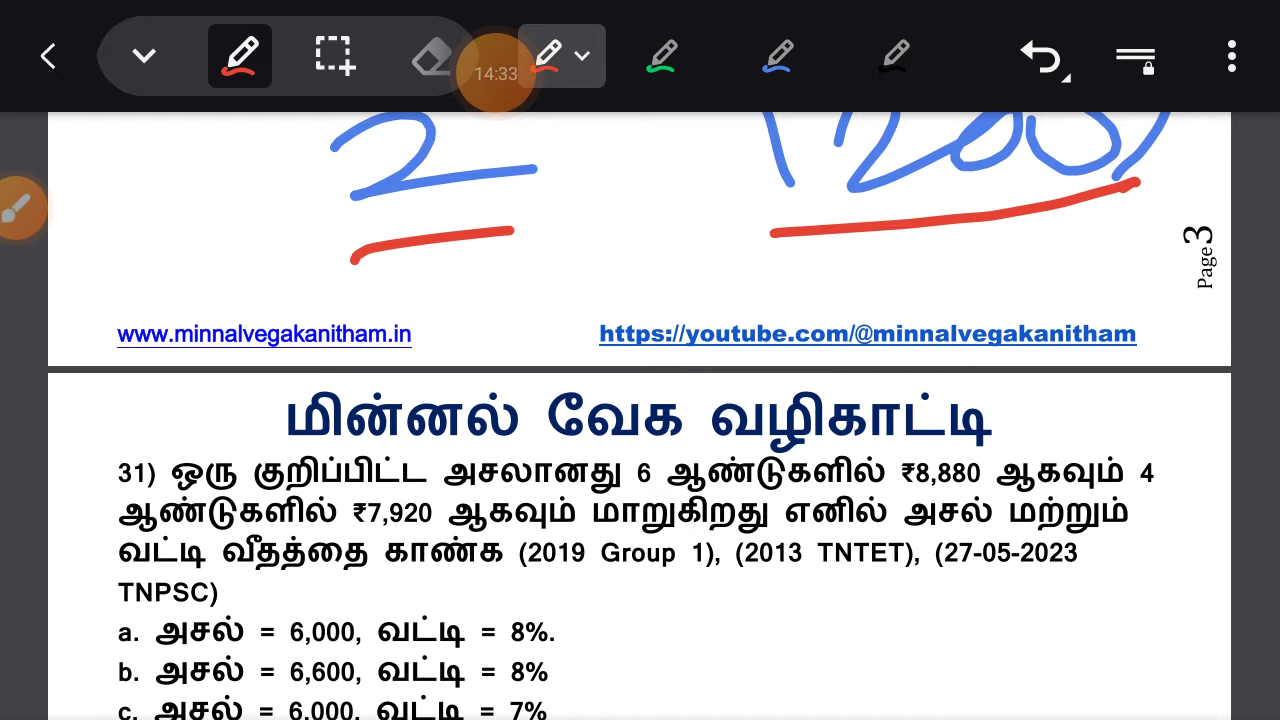 14:33
2
(200)
Page 3
www.minnalvegakanitham.in
https://youtube.com/@minnalvegakanitham
மின்னல் வேக வழிகாட்டி
31) ஒரு குறிப்பிட்ட அசலானது 6 ஆண்டுகளில் ₹8,880 ஆகவும் 4
ஆண்டுகளில் ₹7,920 ஆகவும் மாறுகிறது எனில் அசல் மற்றும்
வட்டி வீதத்தை காண்க (2019 Group 1), (2013 TNTET), (27-05-2023
TNPSC)
a. அசல் = 6,000, வட்டி = 8%.
b. அசல் = 6,600, வட்டி = 8%
c. அசல் = 6,000, வட்டி = 7%